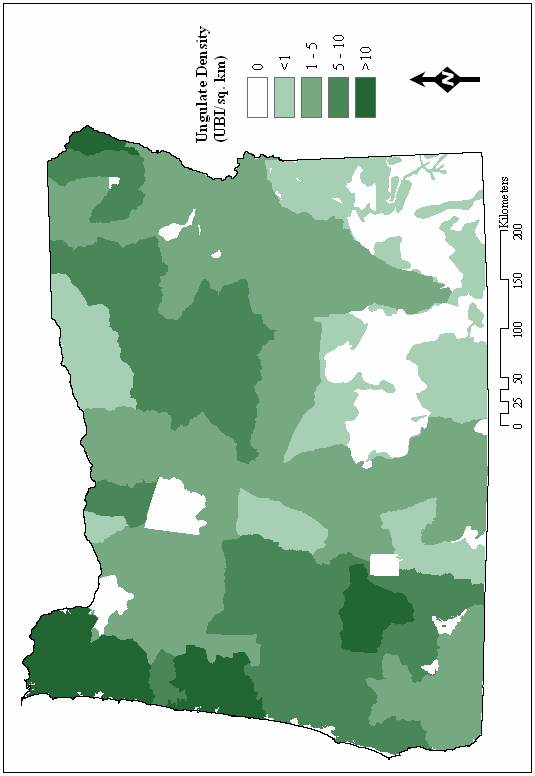 Ungulate Density
(UBI/sq. km)
0
<1
1 - 5
5 - 10
>10
N
Kilometers
0 25 50 100 150 200